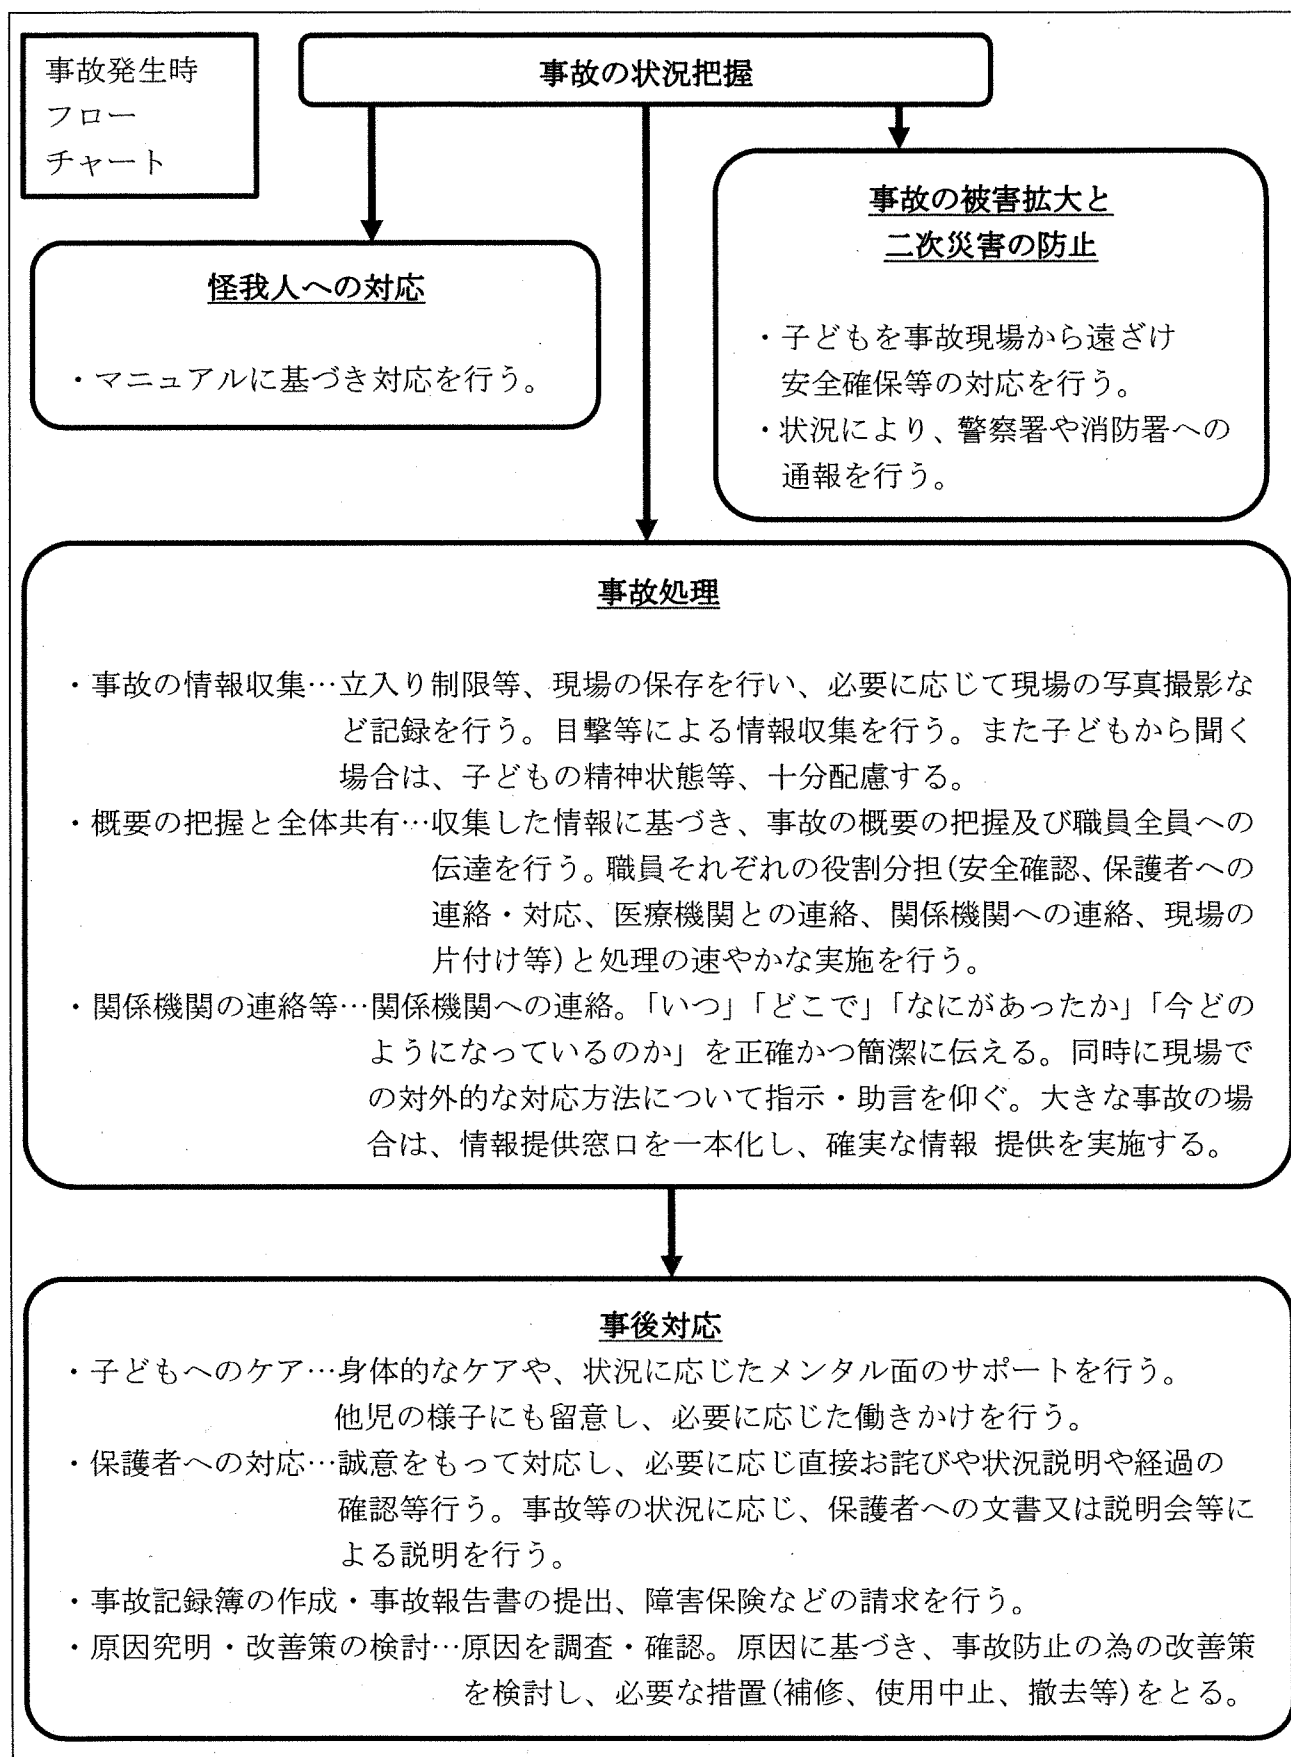 事故発生時
フロー
チャート
事故の状況把握
事故の被害拡大と
二次災害の防止
・子どもを事故現場から遠ざけ
安全確保等の対応を行う。
・状況により、警察署や消防署への
通報を行う。
怪我人への対応
・マニュアルに基づき対応を行う。
事故処理
・事故の情報収集…立入り制限等、現場の保存を行い、必要に応じて現場の写真撮影な
ど記録を行う。目撃等による情報収集を行う。また子どもから聞く
場合は、子どもの精神状態等、十分配慮する。
・概要の把握と全体共有…収集した情報に基づき、事故の概要の把握及び職員全員への
伝達を行う。職員それぞれの役割分担(安全確認、保護者への
連絡・対応、医療機関との連絡、関係機関への連絡、現場の
片付け等)と処理の速やかな実施を行う。
・関係機関の連絡等…関係機関への連絡。「いつ」「どこで」「なにがあったか」「今どの
ようになっているのか」を正確かつ簡潔に伝える。同時に現場で
の対外的な対応方法について指示・助言を仰ぐ。大きな事故の場
合は、情報提供窓口を一本化し、確実な情報 提供を実施する。
事後対応
・子どもへのケア…身体的なケアや、状況に応じたメンタル面のサポートを行う。
他児の様子にも留意し、必要に応じた働きかけを行う。
・保護者への対応…誠意をもって対応し、必要に応じ直接お詫びや状況説明や経過の
確認等行う。事故等の状況に応じ、保護者への文書又は説明会等に
よる説明を行う。
・事故記録簿の作成・事故報告書の提出、障害保険などの請求を行う。
・原因究明・改善策の検討…原因を調査・確認。原因に基づき、事故防止の為の改善策
を検討し、必要な措置(補修、使用中止、撤去等)をとる。